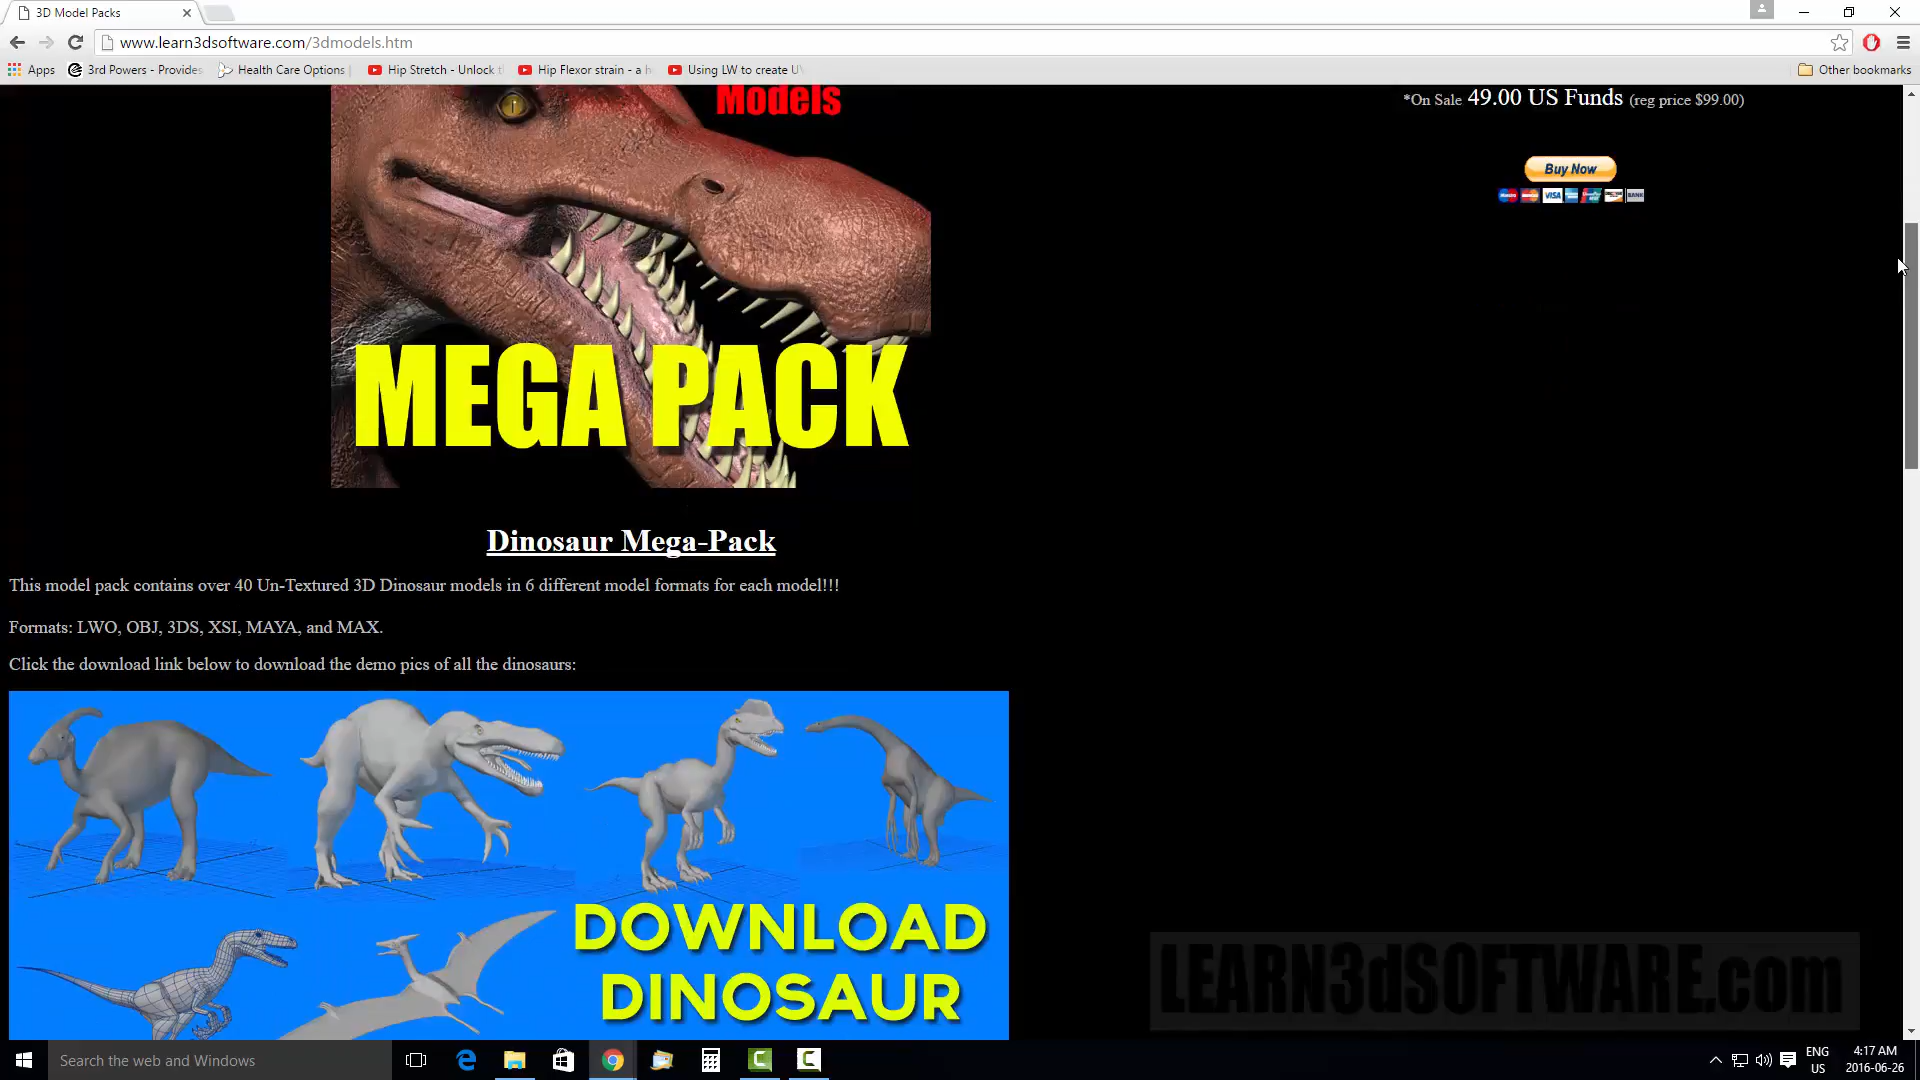 3D Model Packs
www.learn3dsoftware.com/3dmodels.htm
Apps
3rd Powers - Provides
Health Care Options
Hip Stretch - Unlock t
Hip Flexor strain - a h
Using LW to create U
Other bookmarks
Models
*On Sale 49.00 US Funds (reg price $99.00)
Buy Now
VISA
BANK
MEGA PACK
Dinosaur Mega-Pack
This model pack contains over 40 Un-Textured 3D Dinosaur models in 6 different model formats for each model!!!
Formats: LWO, OBJ, 3DS, XSI, MAYA, and MAX.
Click the download link below to download the demo pics of all the dinosaurs:
DOWNLOAD
DINOSAUR
LEARN3dSOFTWARE.com
Search the web and Windows
ENG
US
4:17 AM
2016-06-26